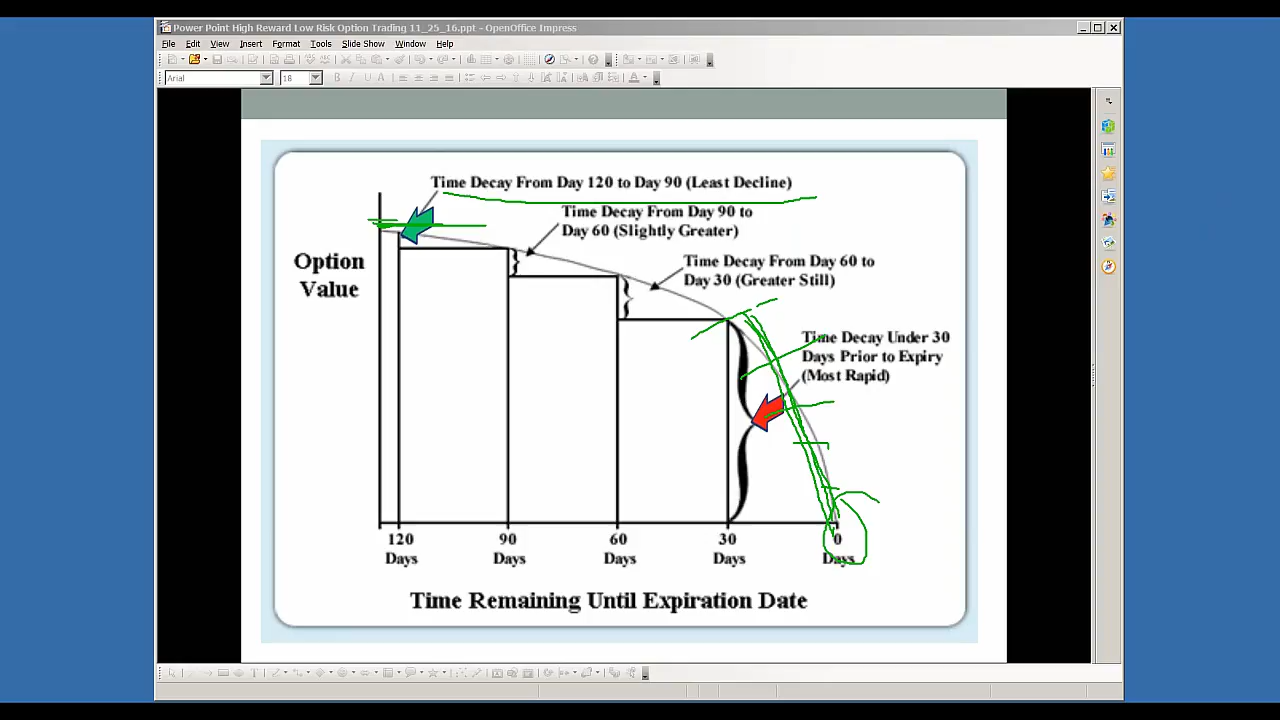 Power Point High Reward Low Risk Option Trading 11_25_16.ppt - OpenOffice Impress
File Edit View Insert Format Tools Slide Show Window Help
Arial 18
Time Decay From Day 120 to Day 90 (Least Decline)
Time Decay From Day 90 to
Day 60 (Slightly Greater)
Time Decay From Day 60 to
Day 30 (Greater Still)
Option
Value
Time Decay Under 30
Days Prior to Expiry
(Most Rapid)
120 90 60 30 0
Days Days Days Days Days
Time Remaining Until Expiration Date